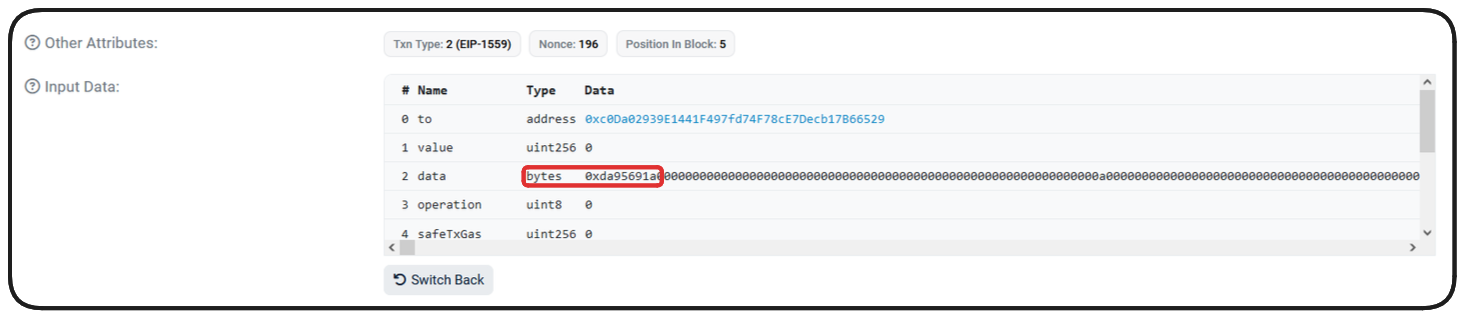 Other Attributes: Txn Type: 2 (EIP-1559) Nonce: 196 Position In Block: 5
Input Data:
# Name Type Data
0 to address 0xc0Da02939E1441F497fd74F78cE7Decb17B66529
1 value uint256 0
2 data bytes 0xda95691a00000000000000000000000000000000000000000000000000000000000000a00000000000000000000000000000000000000000000
3 operation uint8 0
4 safeTxGas uint256 0
Switch Back